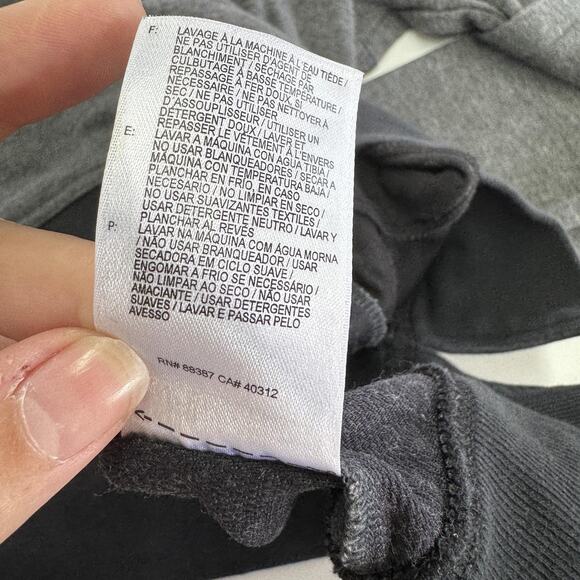 F: LAVAGE À LA MACHINE À L'EAU TIÈDE /
NE PAS UTILISER D'AGENT DE
BLANCHIMENT / SÉCHAGE PAR
CULBUTAGE À BASSE TEMPÉRATURE /
REPASSAGE À FER DOUX, SI
NÉCESSAIRE / NE PAS NETTOYER À
SEC / NE PAS UTILISER
D'ASSOUPLISEUR / UTILISER UN
DÉTERGENT DOUX / LAVER ET
REPASSER LE VÊTEMENT À L'ENVERS
E: LAVAR A MÁQUINA CON AGUA TIBIA /
NO USAR BLANQUEADORES / SECAR A
MÁQUINA CON TEMPERATURA BAJA /
PLANCHAR EN FRÍO, EN CASO
NECESARIO / NO LIMPIAR EN SECO /
NO USAR SUAVIZANTES TEXTILES /
USAR DETERGENTE NEUTRO / LAVAR Y
PLANCHAR AL REVÉS
P: LAVAR NA MÁQUINA COM ÁGUA MORNA
/ NÃO USAR BRANQUEADOR / USAR
SECADORA EM CICLO SUAVE /
ENGOMAR A FRIO SE NECESSÁRIO /
NÃO LIMPAR AO SECO / NÃO USAR
AMACIANTE / USAR DETERGENTES
SUAVES / LAVAR E PASSAR PELO
AVESSO
RN# 88387 CA# 40312